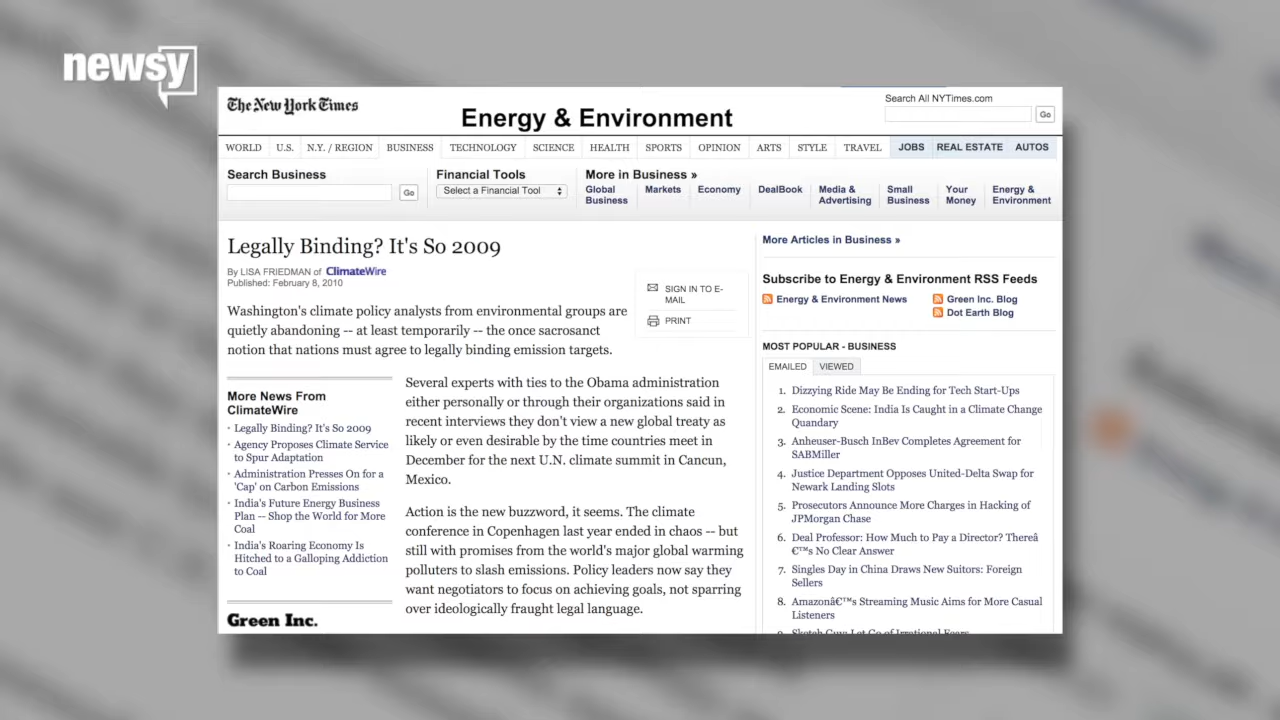 newsy
The New York Times
Energy & Environment
Search All NYTimes.com
Go
WORLD U.S. N.Y. / REGION BUSINESS TECHNOLOGY SCIENCE HEALTH SPORTS OPINION ARTS STYLE TRAVEL JOBS REAL ESTATE AUTOS
Search Business
Go
Financial Tools
Select a Financial Tool
More in Business »
Global
Business
Markets
Economy
DealBook
Media &
Advertising
Small
Business
Your
Money
Energy &
Environment
Legally Binding? It's So 2009
By LISA FRIEDMAN of ClimateWire
Published: February 8, 2010
SIGN IN TO E-
MAIL
PRINT
Washington's climate policy analysts from environmental groups are
quietly abandoning -- at least temporarily -- the once sacrosanct
notion that nations must agree to legally binding emission targets.
More News From
ClimateWire
Legally Binding? It's So 2009
Agency Proposes Climate Service
to Spur Adaptation
Administration Presses On for a
'Cap' on Carbon Emissions
India's Future Energy Business
Plan -- Shop the World for More
Coal
India's Roaring Economy Is
Hitched to a Galloping Addiction
to Coal
Green Inc.
Several experts with ties to the Obama administration
either personally or through their organizations said in
recent interviews they don't view a new global treaty as
likely or even desirable by the time countries meet in
December for the next U.N. climate summit in Cancun,
Mexico.
Action is the new buzzword, it seems. The climate
conference in Copenhagen last year ended in chaos -- but
still with promises from the world's major global warming
polluters to slash emissions. Policy leaders now say they
want negotiators to focus on achieving goals, not sparring
over ideologically fraught legal language.
More Articles in Business »
Subscribe to Energy & Environment RSS Feeds
Energy & Environment News
Green Inc. Blog
Dot Earth Blog
MOST POPULAR - BUSINESS
EMAILED VIEWED
1. Dizzying Ride May Be Ending for Tech Start-Ups
2. Economic Scene: India Is Caught in a Climate Change
Quandary
3. Anheuser-Busch InBev Completes Agreement for
SABMiller
4. Justice Department Opposes United-Delta Swap for
Newark Landing Slots
5. Prosecutors Announce More Charges in Hacking of
JPMorgan Chase
6. Deal Professor: How Much to Pay a Director? Thereâ
€™s No Clear Answer
7. Singles Day in China Draws New Suitors: Foreign
Sellers
8. Amazonâ€™s Streaming Music Aims for More Casual
Listeners
9. Sketch Guy: Let Go of Irrational Fears